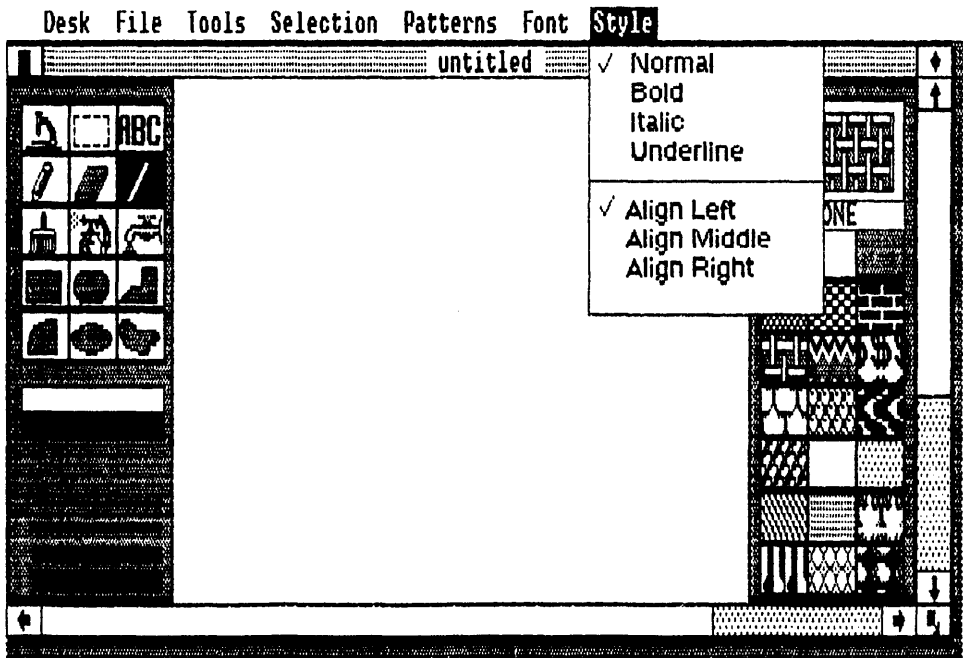 Desk File Tools Selection Patterns Font Style
untitled
✓ Normal
Bold
Italic
Underline
✓ Align Left
Align Middle
Align Right
ABC